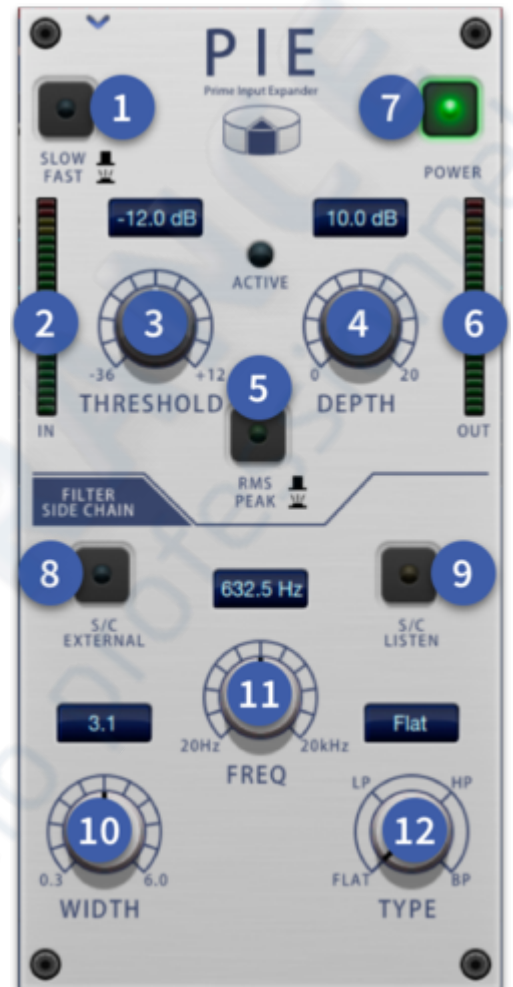 PIE
Prime Input Expander
1
7
SLOW
FAST
POWER
-12.0 dB
10.0 dB
ACTIVE
2
3
4
6
-36
+12
0
20
THRESHOLD
5
DEPTH
IN
OUT
RMS
PEAK
FILTER
SIDE CHAIN
8
9
632.5 Hz
S/C
EXTERNAL
S/C
LISTEN
11
3.1
Flat
20Hz
20kHz
FREQ
LP
HP
10
12
0.3
6.0
FLAT
BP
WIDTH
TYPE